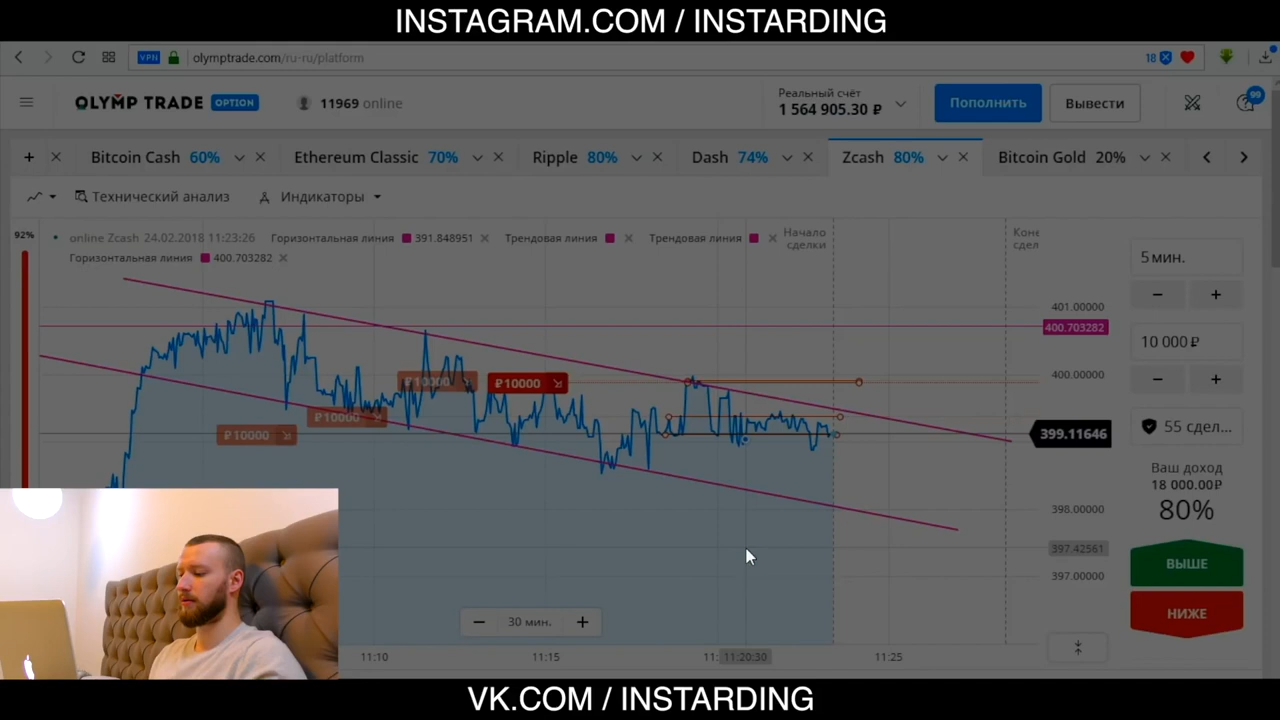 INSTAGRAM.COM / INSTARDING
VPN olymptrade.com/ru-ru/platform 18
OLYMP TRADE OPTION 11969 online
Реальный счёт
1 564 905.30 ₽
Пополнить Вывести 99
+ Bitcoin Cash 60% Ethereum Classic 70% Ripple 80% Dash 74% Zcash 80% Bitcoin Gold 20%
Технический анализ Индикаторы
92% online Zcash 24.02.2018 11:23:26 Горизонтальная линия 391.848951 Трендовая линия Трендовая линия
Начало
сделки
сдел
Горизонтальная линия 400.703282
5 мин.
− +
401.00000
400.703282
10 000 ₽
400.00000
− +
₽10000 ₽10000
₽10000
₽10000
399.11646
55 сдел...
Ваш доход
18 000.00₽
80%
398.00000
397.42561
397.00000
ВЫШЕ
НИЖЕ
− 30 мин. +
11:10 11:15 11: 11:20:30 11:25
VK.COM / INSTARDING